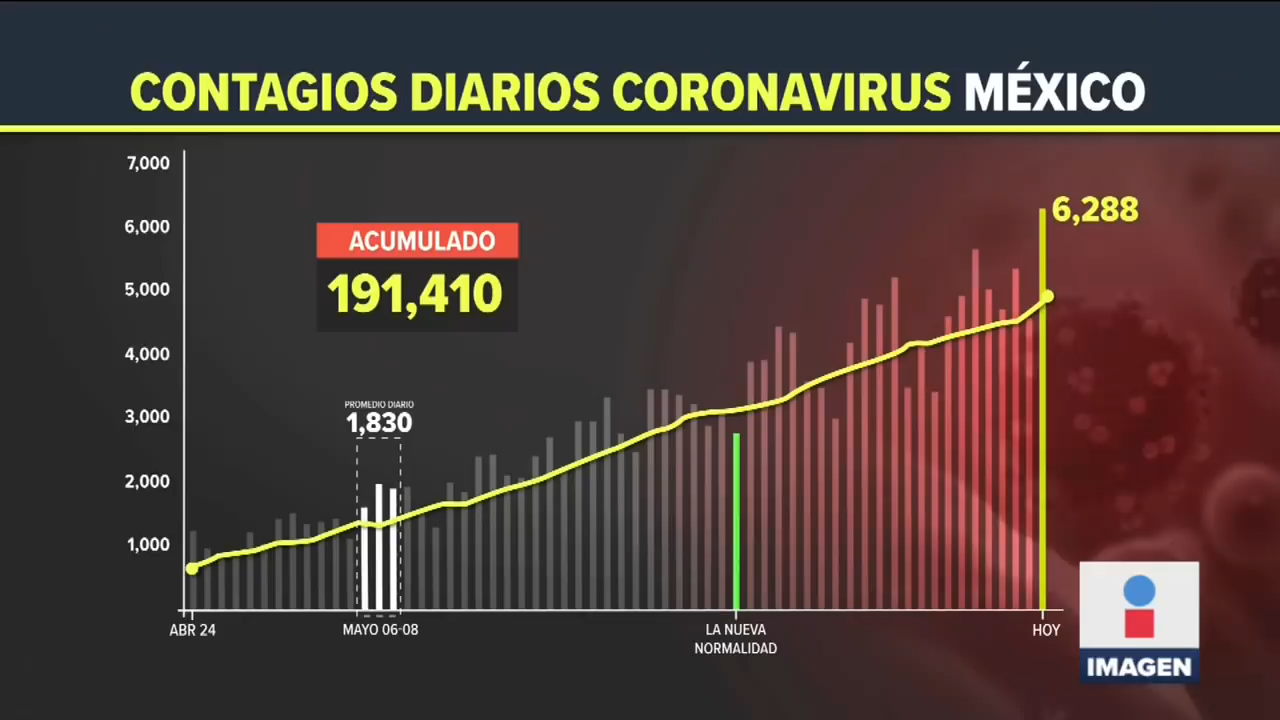 CONTAGIOS DIARIOS CORONAVIRUS MÉXICO
7,000
6,000
5,000
4,000
3,000
2,000
1,000
6,288
ACUMULADO
191,410
PROMEDIO DIARIO
1,830
ABR 24
MAYO 06-08
LA NUEVA
NORMALIDAD
HOY
IMAGEN